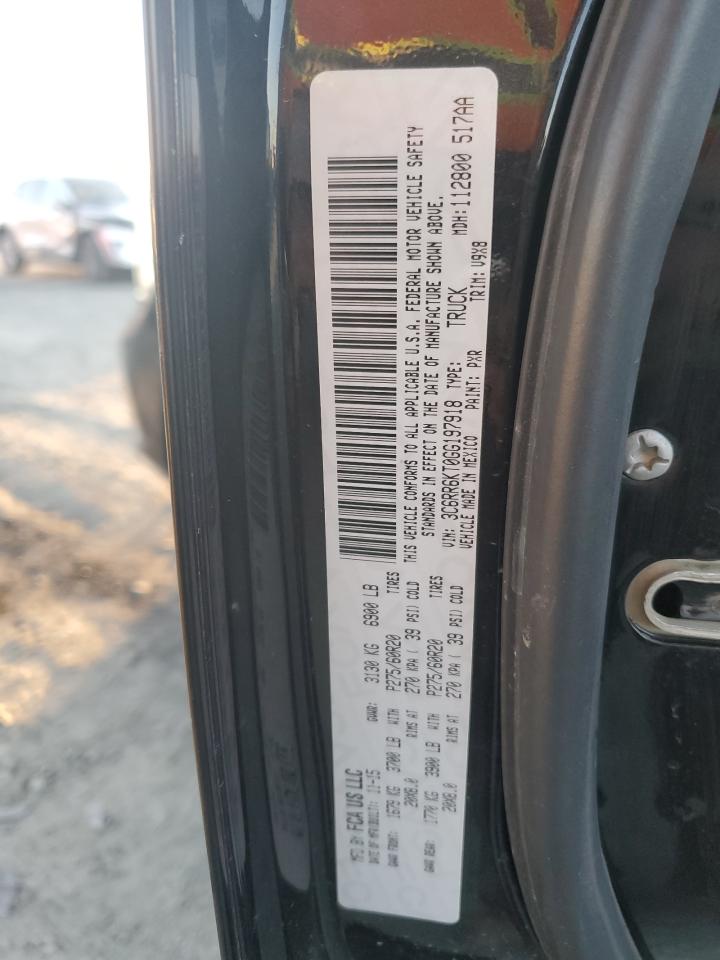 MFD BY FCA US LLC
DATE OF MFR(BUILT): 11-15 GVWR: 3130 KG 6900 LB
GAWR FRONT: 1679 KG 3700 LB WITH P275/60R20 TIRES
20X8.0 RIMS AT 270 KPA ( 39 PSI) COLD
GAWR REAR: 1770 KG 3900 LB WITH P275/60R20 TIRES
20X8.0 RIMS AT 270 KPA ( 39 PSI) COLD
THIS VEHICLE CONFORMS TO ALL APPLICABLE U.S.A. FEDERAL MOTOR VEHICLE SAFETY
STANDARDS IN EFFECT ON THE DATE OF MANUFACTURE SHOWN ABOVE.
VIN: 3C6RR6KT0GG197918 TYPE: TRUCK MDH:112800 517AA
VEHICLE MADE IN MEXICO PAINT: PXR TRIM: V9X8